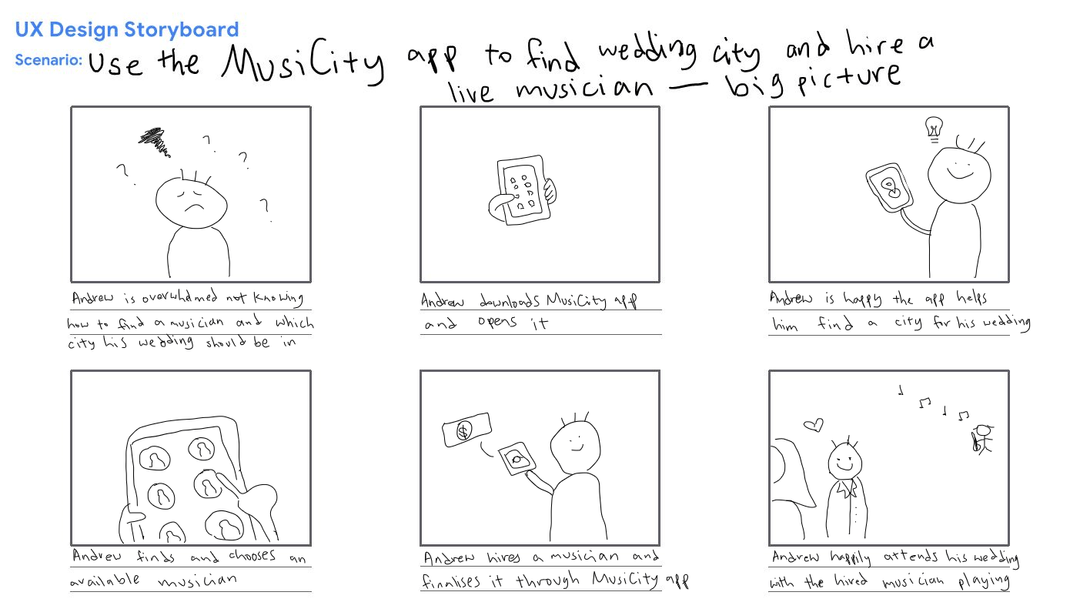 UX Design Storyboard
Scenario: Use the MusiCity app to find wedding city and hire a
live musician — big picture
? ? ? ?
Andrew is overwhelmed not knowing
how to find a musician and which
city his wedding should be in
Andrew downloads MusiCity app
and opens it
Andrew is happy the app helps
him find a city for his wedding
Andrew finds and chooses an
available musician
$
Andrew hires a musician and
finalises it through MusiCity app
Andrew happily attends his wedding
with the hired musician playing